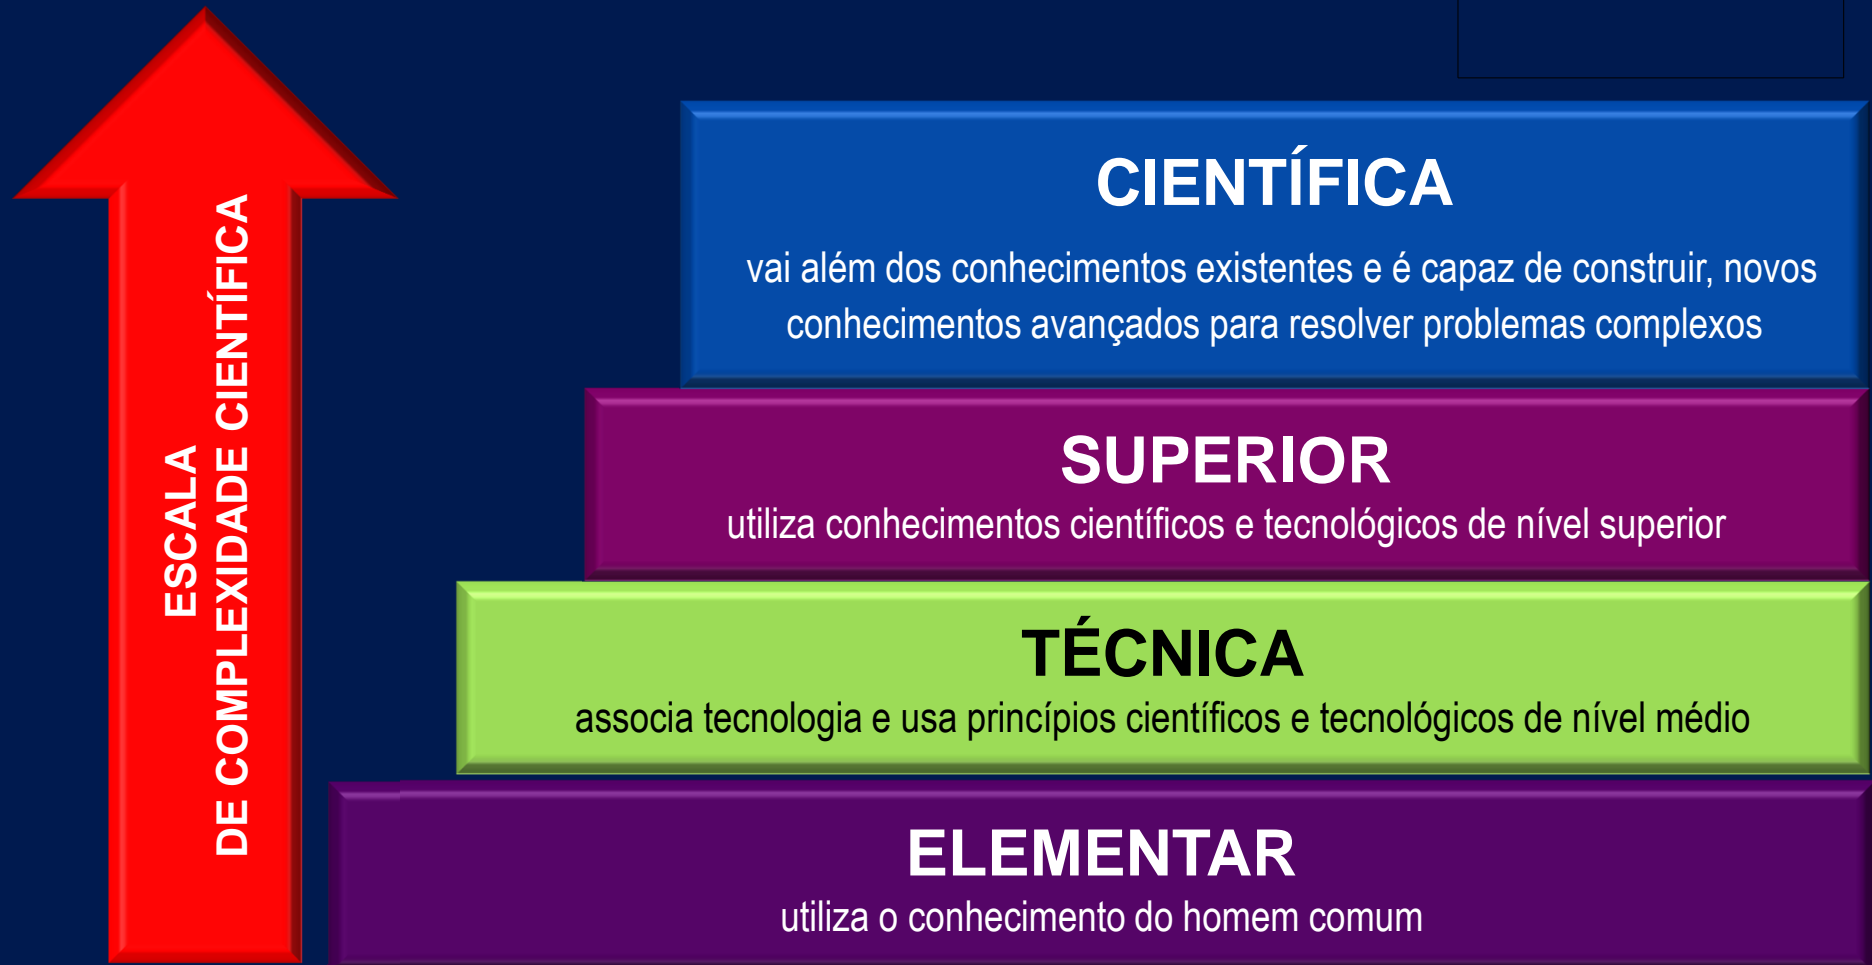 ESCALA
DE COMPLEXIDADE CIENTÍFICA
CIENTÍFICA
vai além dos conhecimentos existentes e é capaz de construir, novos
conhecimentos avançados para resolver problemas complexos
SUPERIOR
utiliza conhecimentos científicos e tecnológicos de nível superior
TÉCNICA
associa tecnologia e usa princípios científicos e tecnológicos de nível médio
ELEMENTAR
utiliza o conhecimento do homem comum